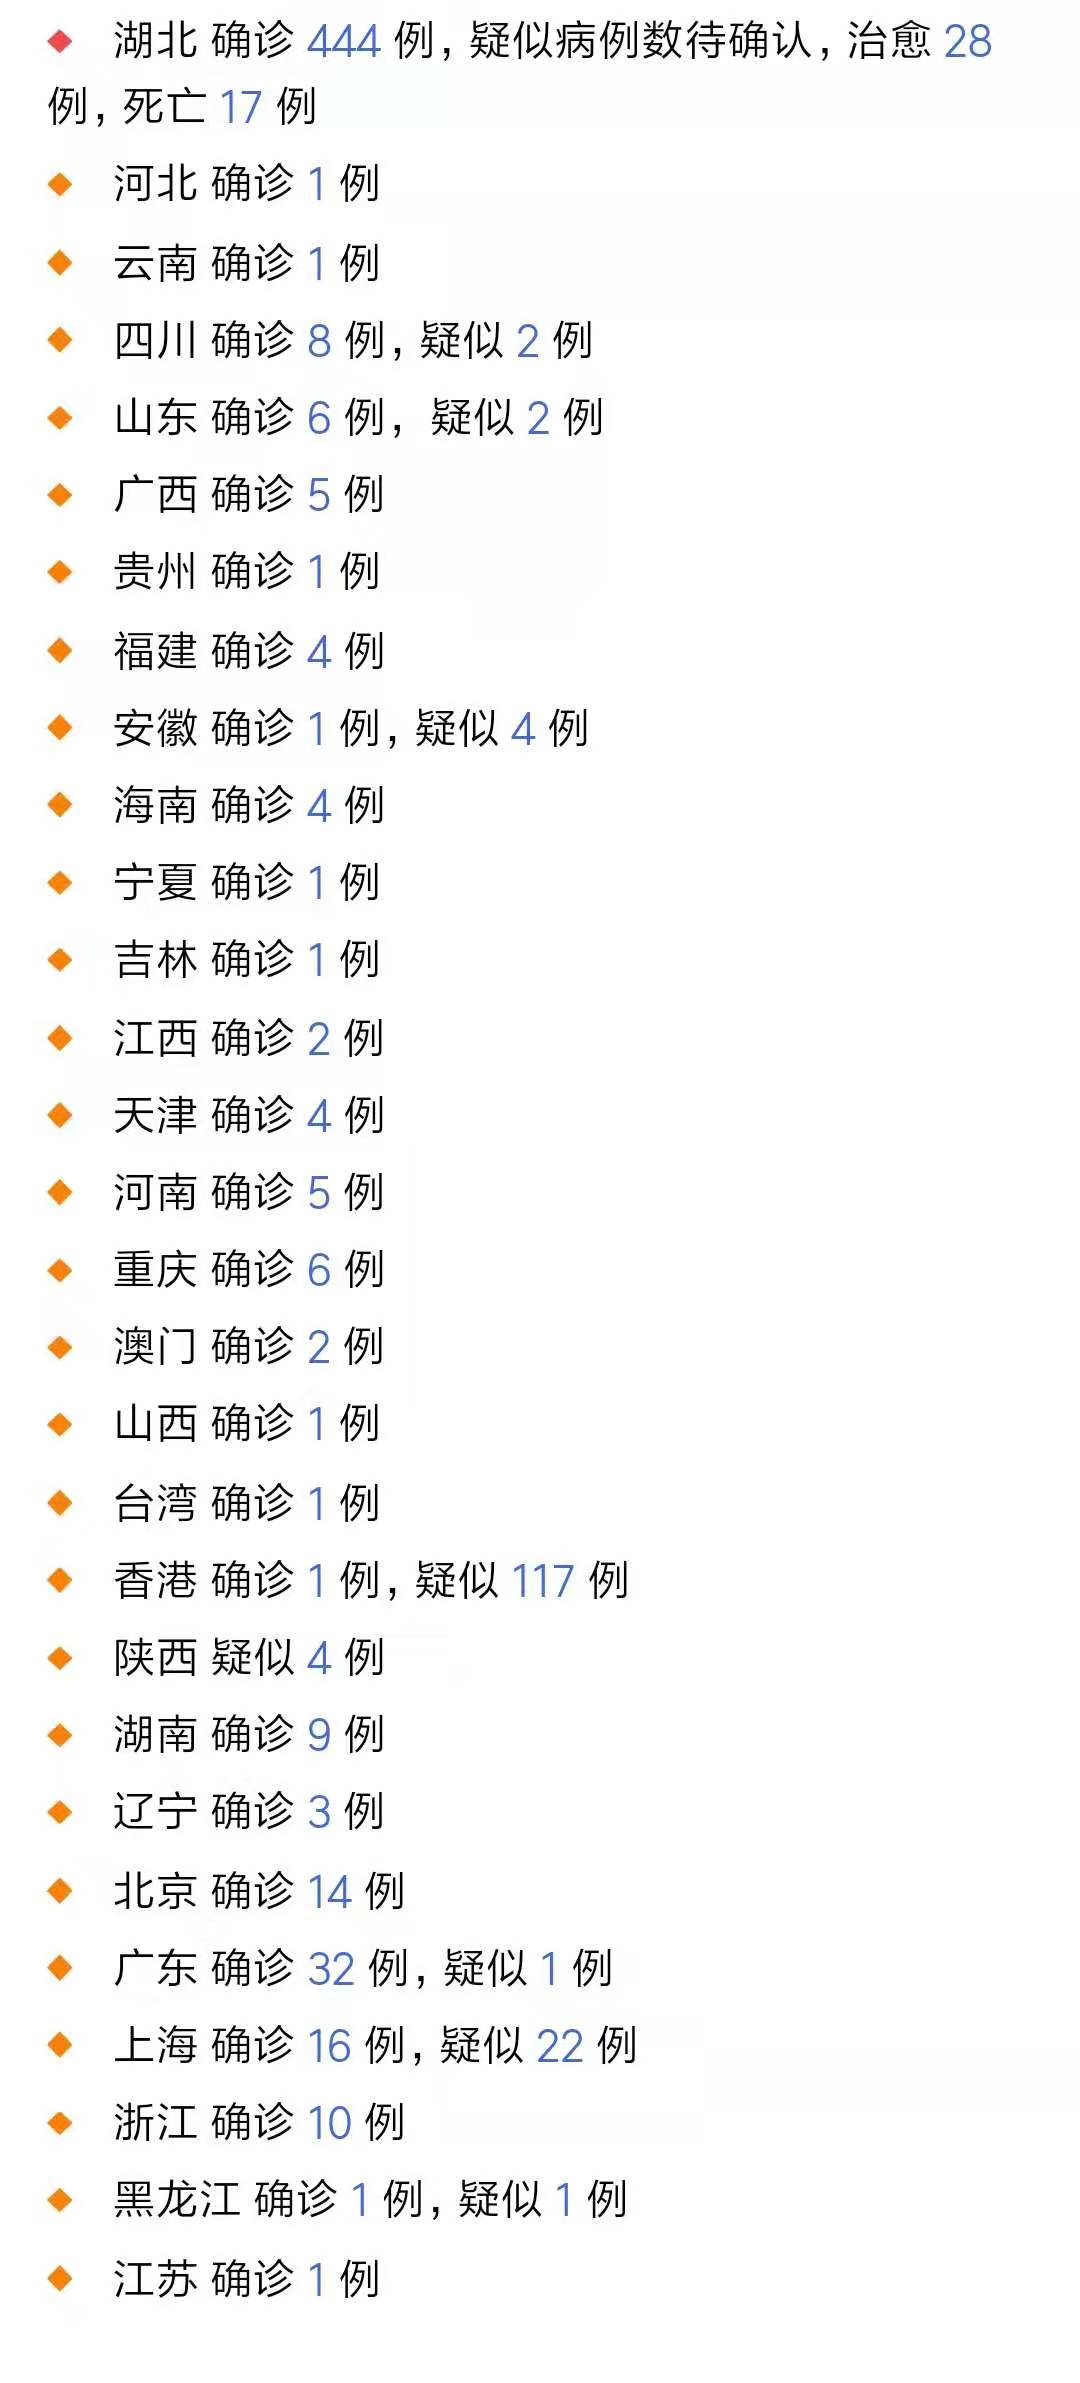 湖北 确诊 444 例，疑似病例数待确认，治愈 28
例，死亡 17 例
河北 确诊 1 例
云南 确诊 1 例
四川 确诊 8 例，疑似 2 例
山东 确诊 6 例，疑似 2 例
广西 确诊 5 例
贵州 确诊 1 例
福建 确诊 4 例
安徽 确诊 1 例，疑似 4 例
海南 确诊 4 例
宁夏 确诊 1 例
吉林 确诊 1 例
江西 确诊 2 例
天津 确诊 4 例
河南 确诊 5 例
重庆 确诊 6 例
澳门 确诊 2 例
山西 确诊 1 例
台湾 确诊 1 例
香港 确诊 1 例，疑似 117 例
陕西 疑似 4 例
湖南 确诊 9 例
辽宁 确诊 3 例
北京 确诊 14 例
广东 确诊 32 例，疑似 1 例
上海 确诊 16 例，疑似 22 例
浙江 确诊 10 例
黑龙江 确诊 1 例，疑似 1 例
江苏 确诊 1 例